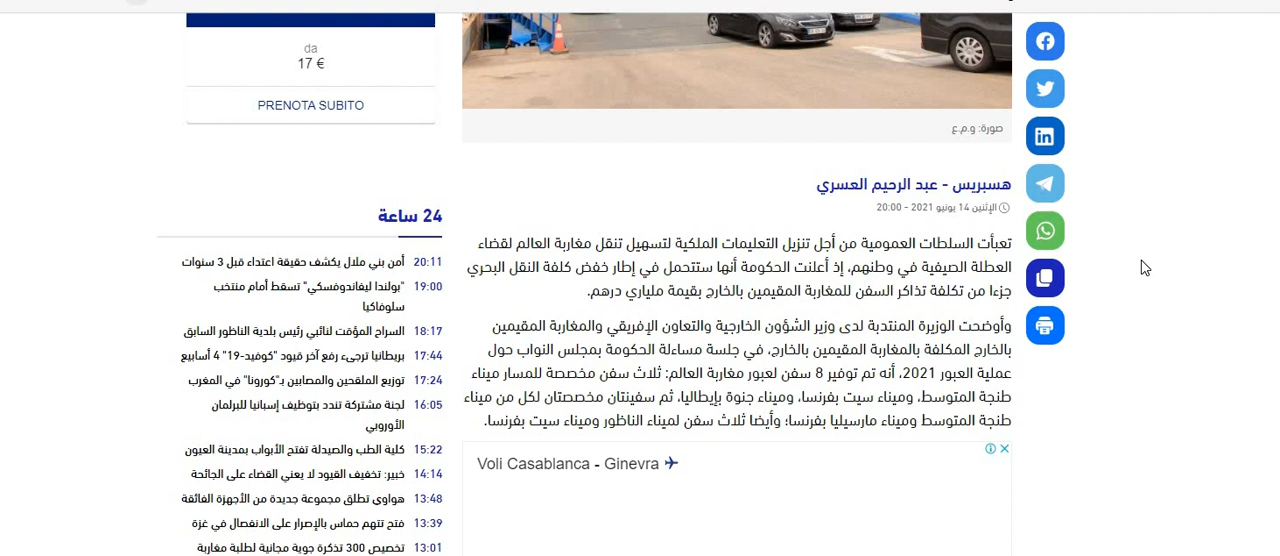 da
17 €
PRENOTA SUBITO
صورة: و.م.ع
هسبريس - عبد الرحيم العسري
الإثنين 14 يونيو 2021 - 20:00
تعبأت السلطات العمومية من أجل تنزيل التعليمات الملكية لتسهيل تنقل مغاربة العالم لقضاء
العطلة الصيفية في وطنهم، إذ أعلنت الحكومة أنها ستتحمل في إطار خفض كلفة النقل البحري
جزءا من تكلفة تذاكر السفن للمغاربة المقيمين بالخارج بقيمة ملياري درهم.
وأوضحت الوزيرة المنتدبة لدى وزير الشؤون الخارجية والتعاون الإفريقي والمغاربة المقيمين
بالخارج المكلفة بالمغاربة المقيمين بالخارج، في جلسة مساءلة الحكومة بمجلس النواب حول
عملية العبور 2021، أنه تم توفير 8 سفن لعبور مغاربة العالم: ثلاث سفن مخصصة للمسار ميناء
طنجة المتوسط، وميناء سيت بفرنسا، وميناء جنوة بإيطاليا، ثم سفينتان مخصصتان لكل من ميناء
طنجة المتوسط وميناء مارسيليا بفرنسا؛ وأيضا ثلاث سفن لميناء الناظور وميناء سيت بفرنسا.
Voli Casablanca - Ginevra
24 ساعة
20:11 أمن بني ملال يكشف حقيقة اعتداء قبل 3 سنوات
19:00 "بولندا ليفاندوفسكي" تسقط أمام منتخب
سلوفاكيا
18:17 السراح المؤقت لنائبي رئيس بلدية الناظور السابق
17:44 بريطانيا ترجىء رفع آخر قيود "كوفيد-19" 4 أسابيع
17:24 توزيع الملقحين والمصابين بـ"كورونا" في المغرب
16:05 لجنة مشتركة تندد بتوظيف إسبانيا للبرلمان
الأوروبي
15:22 كلية الطب والصيدلة تفتح الأبواب بمدينة العيون
14:14 خبير: تخفيف القيود لا يعني القضاء على الجائحة
13:48 هواوي تطلق مجموعة جديدة من الأجهزة الفائقة
13:39 فتح تتهم حماس بالإصرار على الانفصال في غزة
13:01 تخصيص 300 تذكرة جوية مجانية لطلبة مغاربة